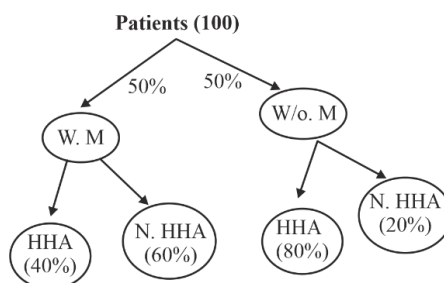 Patients (100)
50%
50%
W. M
W/o. M
HHA
(40%)
N. HHA
(60%)
HHA
(80%)
N. HHA
(20%)